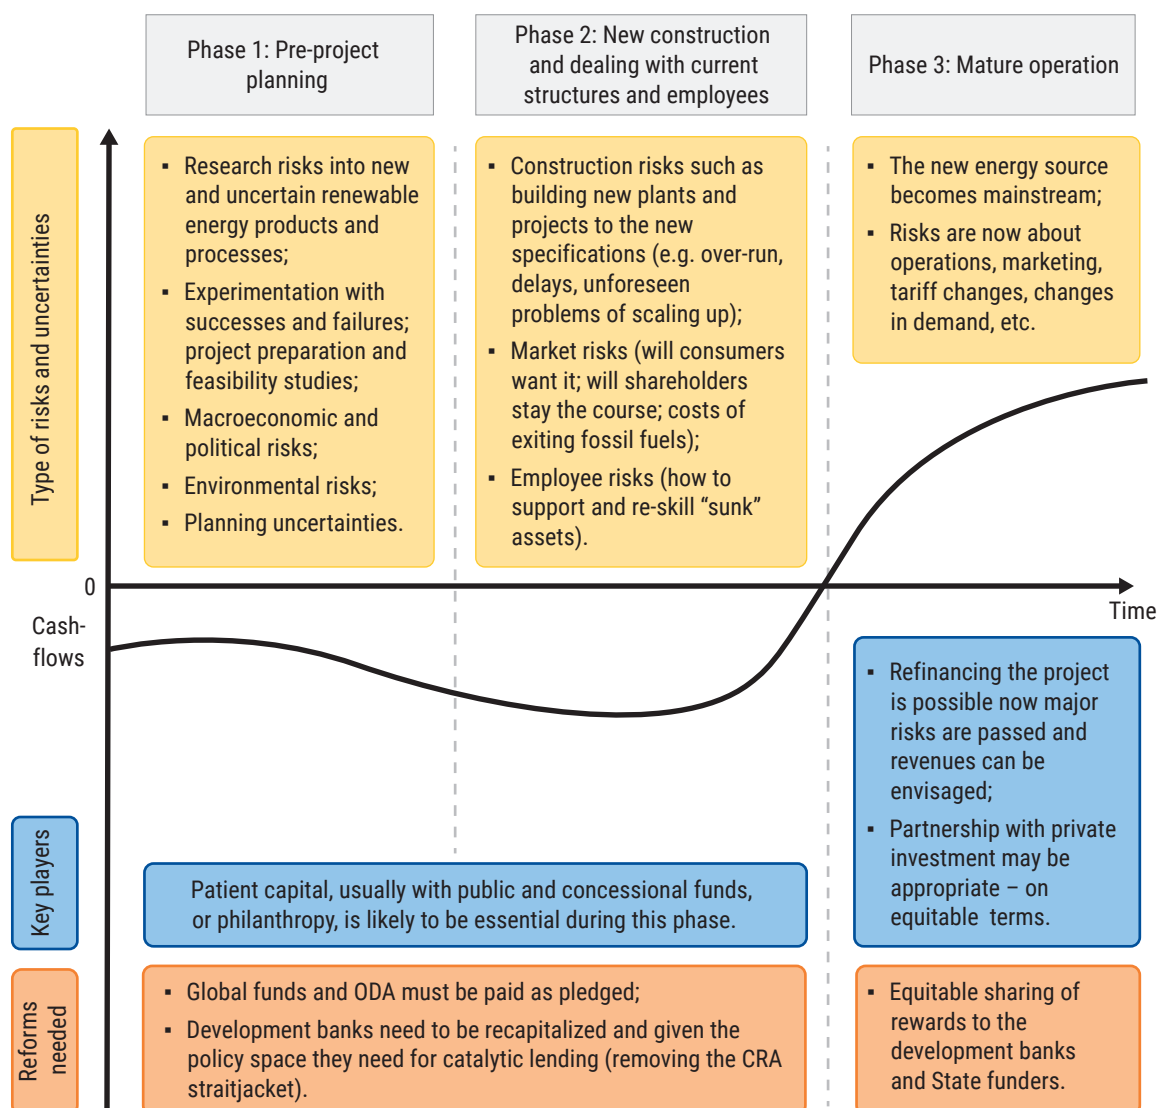 Phase 1: Pre-project
planning
Phase 2: New construction
and dealing with current
structures and employees
Phase 3: Mature operation
Type of risks and uncertainties
▪ Research risks into new
and uncertain renewable
energy products and
processes;
▪ Experimentation with
successes and failures;
project preparation and
feasibility studies;
▪ Macroeconomic and
political risks;
▪ Environmental risks;
▪ Planning uncertainties.
▪ Construction risks such as
building new plants and
projects to the new
specifications (e.g. over-run,
delays, unforeseen
problems of scaling up);
▪ Market risks (will consumers
want it; will shareholders
stay the course; costs of
exiting fossil fuels);
▪ Employee risks (how to
support and re-skill “sunk”
assets).
▪ The new energy source
becomes mainstream;
▪ Risks are now about
operations, marketing,
tariff changes, changes
in demand, etc.
0
Time
Cash-
flows
Key players
Patient capital, usually with public and concessional funds,
or philanthropy, is likely to be essential during this phase.
▪ Refinancing the project
is possible now major
risks are passed and
revenues can be
envisaged;
▪ Partnership with private
investment may be
appropriate – on
equitable terms.
Reforms
needed
▪ Global funds and ODA must be paid as pledged;
▪ Development banks need to be recapitalized and given the
policy space they need for catalytic lending (removing the CRA
straitjacket).
▪ Equitable sharing of
rewards to the
development banks
and State funders.